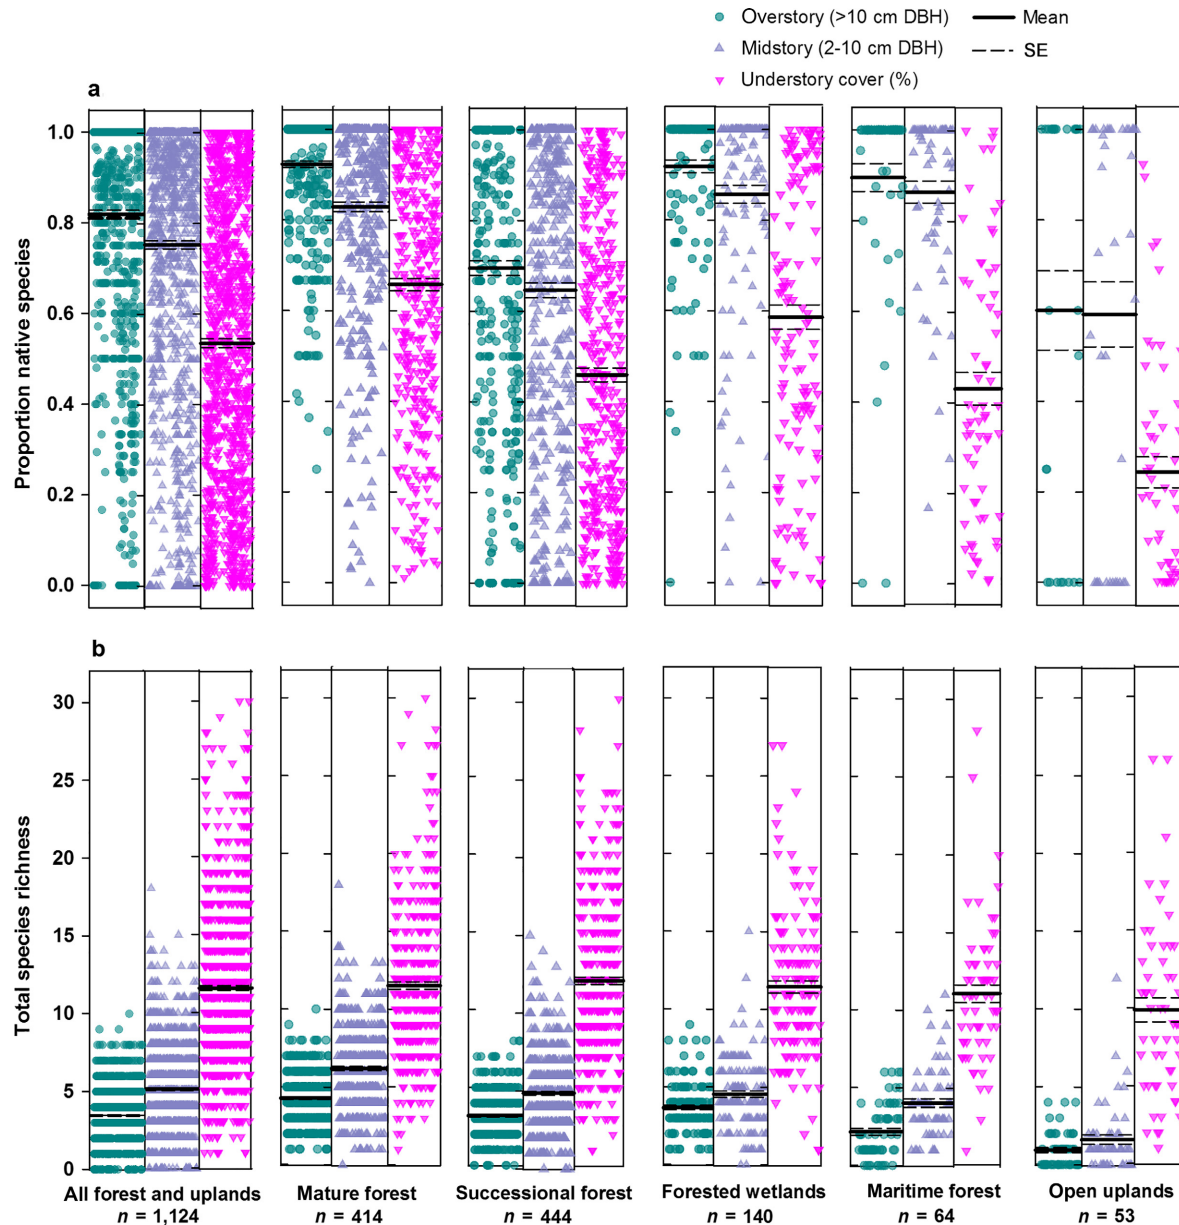 Overstory (>10 cm DBH) Mean
Midstory (2-10 cm DBH) SE
Understory cover (%)
a
Proportion native species
1.0
0.8
0.6
0.4
0.2
0.0
b
Total species richness
30
25
20
15
10
5
0
All forest and uplands Mature forest Successional forest Forested wetlands Maritime forest Open uplands
n = 1,124 n = 414 n = 444 n = 140 n = 64 n = 53